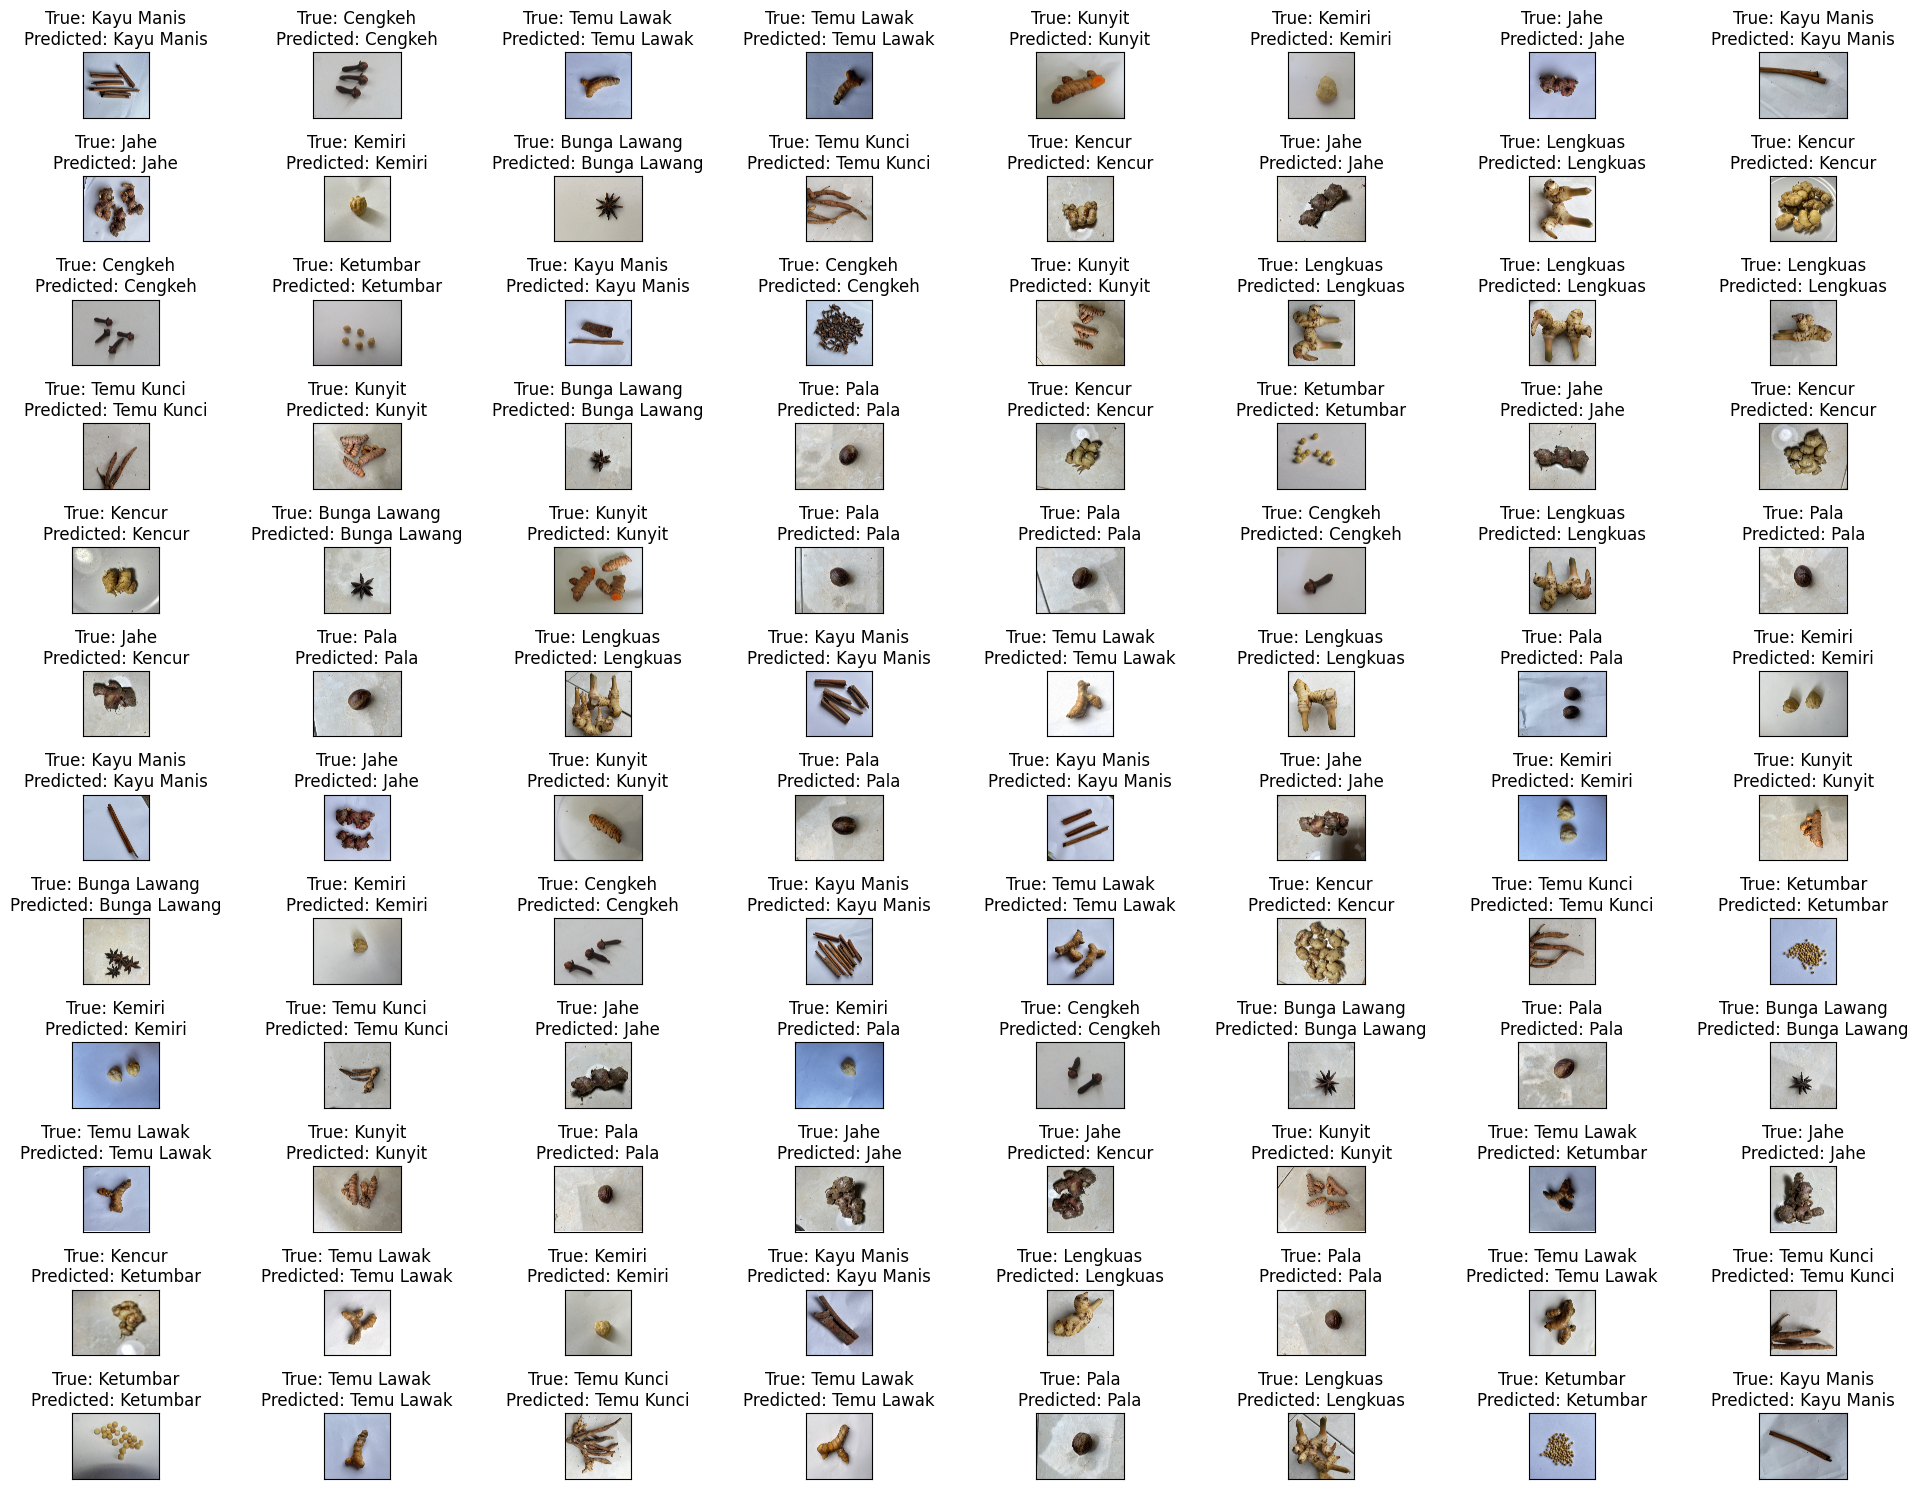 True: Kayu Manis
Predicted: Kayu Manis
True: Cengkeh
Predicted: Cengkeh
True: Temu Lawak
Predicted: Temu Lawak
True: Temu Lawak
Predicted: Temu Lawak
True: Kunyit
Predicted: Kunyit
True: Kemiri
Predicted: Kemiri
True: Jahe
Predicted: Jahe
True: Kayu Manis
Predicted: Kayu Manis
True: Jahe
Predicted: Jahe
True: Kemiri
Predicted: Kemiri
True: Bunga Lawang
Predicted: Bunga Lawang
True: Temu Kunci
Predicted: Temu Kunci
True: Kencur
Predicted: Kencur
True: Jahe
Predicted: Jahe
True: Lengkuas
Predicted: Lengkuas
True: Kencur
Predicted: Kencur
True: Cengkeh
Predicted: Cengkeh
True: Ketumbar
Predicted: Ketumbar
True: Kayu Manis
Predicted: Kayu Manis
True: Cengkeh
Predicted: Cengkeh
True: Kunyit
Predicted: Kunyit
True: Lengkuas
Predicted: Lengkuas
True: Lengkuas
Predicted: Lengkuas
True: Lengkuas
Predicted: Lengkuas
True: Temu Kunci
Predicted: Temu Kunci
True: Kunyit
Predicted: Kunyit
True: Bunga Lawang
Predicted: Bunga Lawang
True: Pala
Predicted: Pala
True: Kencur
Predicted: Kencur
True: Ketumbar
Predicted: Ketumbar
True: Jahe
Predicted: Jahe
True: Kencur
Predicted: Kencur
True: Kencur
Predicted: Kencur
True: Bunga Lawang
Predicted: Bunga Lawang
True: Kunyit
Predicted: Kunyit
True: Pala
Predicted: Pala
True: Pala
Predicted: Pala
True: Cengkeh
Predicted: Cengkeh
True: Lengkuas
Predicted: Lengkuas
True: Pala
Predicted: Pala
True: Jahe
Predicted: Kencur
True: Pala
Predicted: Pala
True: Lengkuas
Predicted: Lengkuas
True: Kayu Manis
Predicted: Kayu Manis
True: Temu Lawak
Predicted: Temu Lawak
True: Lengkuas
Predicted: Lengkuas
True: Pala
Predicted: Pala
True: Kemiri
Predicted: Kemiri
True: Kayu Manis
Predicted: Kayu Manis
True: Jahe
Predicted: Jahe
True: Kunyit
Predicted: Kunyit
True: Pala
Predicted: Pala
True: Kayu Manis
Predicted: Kayu Manis
True: Jahe
Predicted: Jahe
True: Kemiri
Predicted: Kemiri
True: Kunyit
Predicted: Kunyit
True: Bunga Lawang
Predicted: Bunga Lawang
True: Kemiri
Predicted: Kemiri
True: Cengkeh
Predicted: Cengkeh
True: Kayu Manis
Predicted: Kayu Manis
True: Temu Lawak
Predicted: Temu Lawak
True: Kencur
Predicted: Kencur
True: Temu Kunci
Predicted: Temu Kunci
True: Ketumbar
Predicted: Ketumbar
True: Kemiri
Predicted: Kemiri
True: Temu Kunci
Predicted: Temu Kunci
True: Jahe
Predicted: Jahe
True: Kemiri
Predicted: Pala
True: Cengkeh
Predicted: Cengkeh
True: Bunga Lawang
Predicted: Bunga Lawang
True: Pala
Predicted: Pala
True: Bunga Lawang
Predicted: Bunga Lawang
True: Temu Lawak
Predicted: Temu Lawak
True: Kunyit
Predicted: Kunyit
True: Pala
Predicted: Pala
True: Jahe
Predicted: Jahe
True: Jahe
Predicted: Kencur
True: Kunyit
Predicted: Kunyit
True: Temu Lawak
Predicted: Ketumbar
True: Jahe
Predicted: Jahe
True: Kencur
Predicted: Ketumbar
True: Temu Lawak
Predicted: Temu Lawak
True: Kemiri
Predicted: Kemiri
True: Kayu Manis
Predicted: Kayu Manis
True: Lengkuas
Predicted: Lengkuas
True: Pala
Predicted: Pala
True: Temu Lawak
Predicted: Temu Lawak
True: Temu Kunci
Predicted: Temu Kunci
True: Ketumbar
Predicted: Ketumbar
True: Temu Lawak
Predicted: Temu Lawak
True: Temu Kunci
Predicted: Temu Kunci
True: Temu Lawak
Predicted: Temu Lawak
True: Pala
Predicted: Pala
True: Lengkuas
Predicted: Lengkuas
True: Ketumbar
Predicted: Ketumbar
True: Kayu Manis
Predicted: Kayu Manis